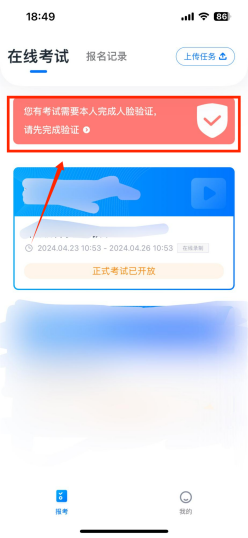 18:49
86
在线考试
报名记录
上传任务
您有考试需要本人完成人脸验证，
请先完成验证
2024.04.23 10:53 - 2024.04.26 10:53
在线录制
正式考试已开放
报考
我的